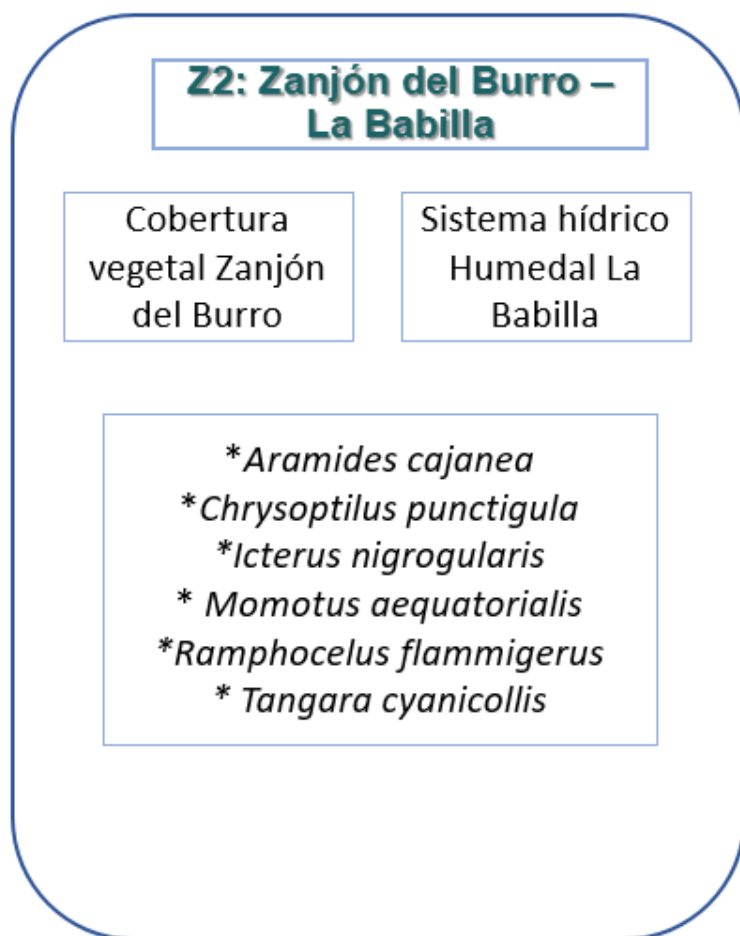 Z2: Zanjón del Burro –
La Babilla
Cobertura
vegetal Zanjón
del Burro
Sistema hídrico
Humedal La
Babilla
*Aramides cajanea
*Chrysoptilus punctigula
*Icterus nigrogularis
* Momotus aequatorialis
*Ramphocelus flammigerus
* Tangara cyanicollis